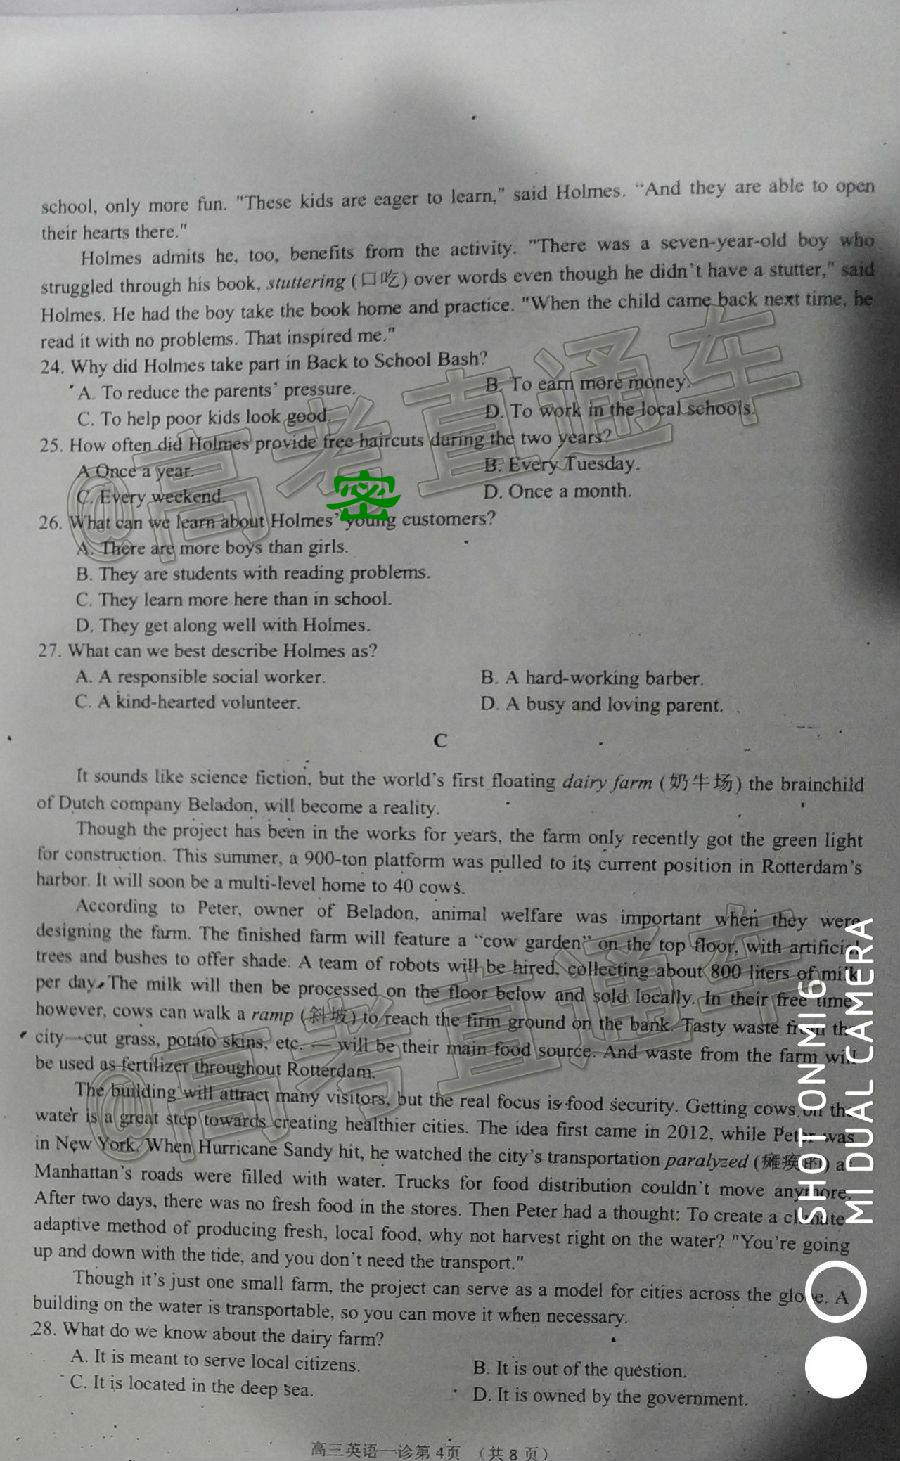 school, only more fun. "These kids are eager to learn," said Holmes. "And they are able to open
their hearts there."
Holmes admits he, too, benefits from the activity. "There was a seven-year-old boy who
struggled through his book, stuttering (口吃) over words even though he didn't have a stutter," said
Holmes. He had the boy take the book home and practice. "When the child came back next time, he
read it with no problems. That inspired me."
24. Why did Holmes take part in Back to School Bash?
A. To reduce the parents' pressure. B. To earn more money.
C. To help poor kids look good. D. To work in the local schools.
25. How often did Holmes provide free haircuts during the two years?
A Once a year. B. Every Tuesday.
C. Every weekend. D. Once a month.
密
26. What can we learn about Holmes' young customers?
A. There are more boys than girls.
B. They are students with reading problems.
C. They learn more here than in school.
D. They get along well with Holmes.
27. What can we best describe Holmes as?
A. A responsible social worker. B. A hard-working barber.
C. A kind-hearted volunteer. D. A busy and loving parent.
C
It sounds like science fiction, but the world's first floating dairy farm (奶牛场) the brainchild
of Dutch company Beladon, will become a reality.
Though the project has been in the works for years, the farm only recently got the green light
for construction. This summer, a 900-ton platform was pulled to its current position in Rotterdam's
harbor. It will soon be a multi-level home to 40 cows.
According to Peter, owner of Beladon, animal welfare was important when they were
designing the farm. The finished farm will feature a "cow garden" on the top floor, with artificial
trees and bushes to offer shade. A team of robots will be hired, collecting about 800 liters of milk
per day. The milk will then be processed on the floor below and sold locally. In their free time,
however, cows can walk a ramp (斜坡) to reach the firm ground on the bank. Tasty waste from the
city—cut grass, potato skins, etc. — will be their main food source. And waste from the farm will
be used as fertilizer throughout Rotterdam.
The building will attract many visitors, but the real focus is food security. Getting cows on the
water is a great step towards creating healthier cities. The idea first came in 2012, while Peter was
in New York. When Hurricane Sandy hit, he watched the city's transportation paralyzed (瘫痪的) as
Manhattan's roads were filled with water. Trucks for food distribution couldn't move anymore.
After two days, there was no fresh food in the stores. Then Peter had a thought: To create a climate-
adaptive method of producing fresh, local food, why not harvest right on the water? "You're going
up and down with the tide, and you don't need the transport."
Though it's just one small farm, the project can serve as a model for cities across the globe. A
building on the water is transportable, so you can move it when necessary.
28. What do we know about the dairy farm?
A. It is meant to serve local citizens. B. It is out of the question.
C. It is located in the deep sea. D. It is owned by the government.
高三英语一诊第 4页 （共 8 页）
@高考直通车
@高考直通车
SHOT ON MI 6
MI DUAL CAMERA